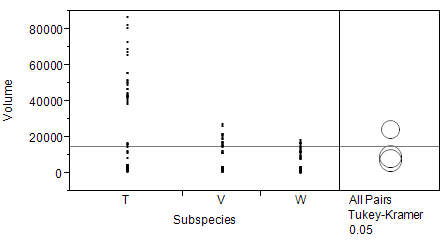 80000
60000
40000
20000
0
Volume
T
V
W
Subspecies
All Pairs
Tukey-Kramer
0.05